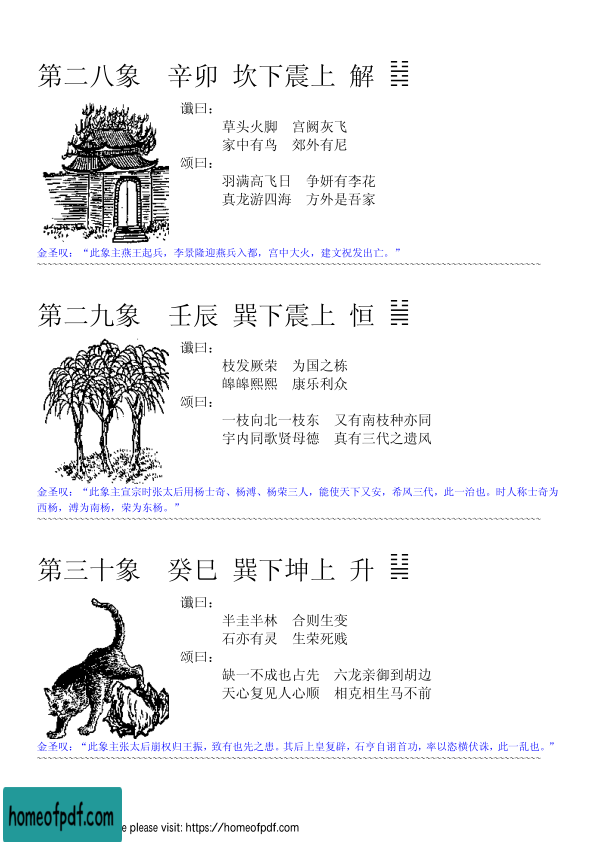 第二八象 辛卯 坎下震上 解 ䷧
谶曰：
草头火脚 宫阙灰飞
家中有鸟 郊外有尼
颂曰：
羽满高飞日 争妍有李花
真龙游四海 方外是吾家
金圣叹：“此象主燕王起兵，李景隆迎燕兵入都，宫中大火，建文祝发出亡。”
~~~~~~~~~~~~~~~~~~~~~~~~~~~~~~~~~~~~~~~~~~~~~~~~~~~~~~~~~~~~~~~~~~~~~~~~~~~~~~~~
第二九象 壬辰 巽下震上 恒 ䷟
谶曰：
枝发厥荣 为国之栋
皞皞熙熙 康乐利众
颂曰：
一枝向北一枝东 又有南枝种亦同
宇内同歌贤母德 真有三代之遗风
金圣叹：“此象主宣宗时张太后用杨士奇、杨溥、杨荣三人，能使天下又安，希风三代，此一治也。时人称士奇为
西杨，溥为南杨，荣为东杨。”
~~~~~~~~~~~~~~~~~~~~~~~~~~~~~~~~~~~~~~~~~~~~~~~~~~~~~~~~~~~~~~~~~~~~~~~~~~~~~~~~
第三十象 癸巳 巽下坤上 升 ䷭
谶曰：
半圭半林 合则生变
石亦有灵 生荣死贱
颂曰：
缺一不成也占先 六龙亲御到胡边
天心复见人心顺 相克相生马不前
金圣叹：“此象主张太后崩权归王振，致有也先之患。其后上皇复辟，石亨自诩首功，率以恣横伏诛，此一乱也。”
~~~~~~~~~~~~~~~~~~~~~~~~~~~~~~~~~~~~~~~~~~~~~~~~~~~~~~~~~~~~~~~~~~~~~~~~~~~~~~~~
homeofpdf.com
e please visit: https://homeofpdf.com